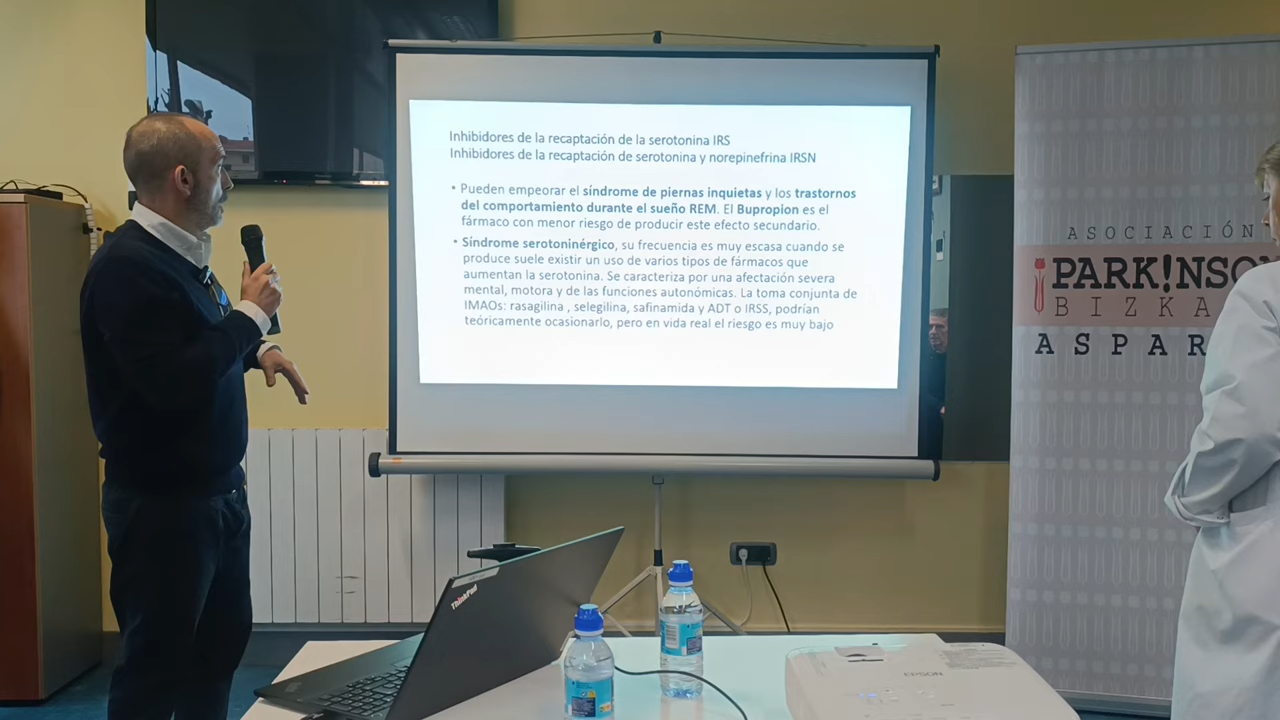 Inhibidores de la recaptación de la serotonina IRS
Inhibidores de la recaptación de serotonina y norepinefrina IRSN
• Pueden empeorar el síndrome de piernas inquietas y los trastornos
del comportamiento durante el sueño REM. El Bupropion es el
fármaco con menor riesgo de producir este efecto secundario.
• Síndrome serotoninérgico, su frecuencia es muy escasa cuando se
produce suele existir un uso de varios tipos de fármacos que
aumentan la serotonina. Se caracteriza por una afectación severa
mental, motora y de las funciones autonómicas. La toma conjunta de
IMAOs: rasagilina , selegilina, safinamida y ADT o IRSS, podrían
teóricamente ocasionarlo, pero en vida real el riesgo es muy bajo
ASOCIACIÓN
PARK!NSON
BIZKA
ASPAR
ThinkPad
EPSON